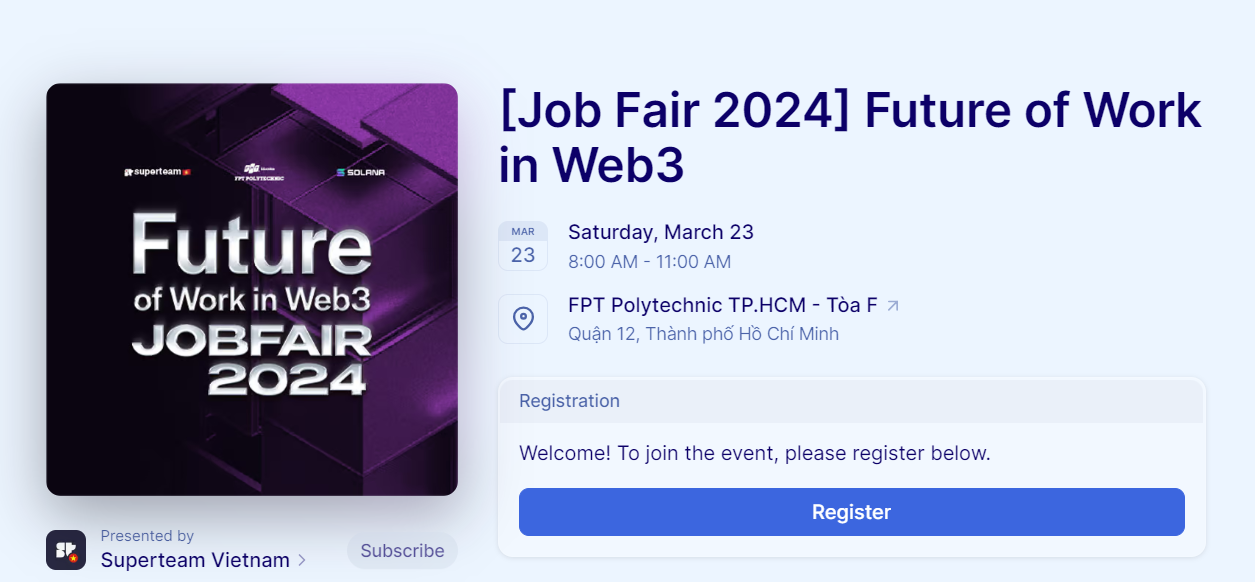 superteam
FPT POLYTECHNIC
SOLANA
Future
of Work in Web3
JOBFAIR
2024
Presented by
Superteam Vietnam
Subscribe
[Job Fair 2024] Future of Work
in Web3
MAR
23
Saturday, March 23
8:00 AM - 11:00 AM
FPT Polytechnic TP.HCM - Tòa F
Quận 12, Thành phố Hồ Chí Minh
Registration
Welcome! To join the event, please register below.
Register